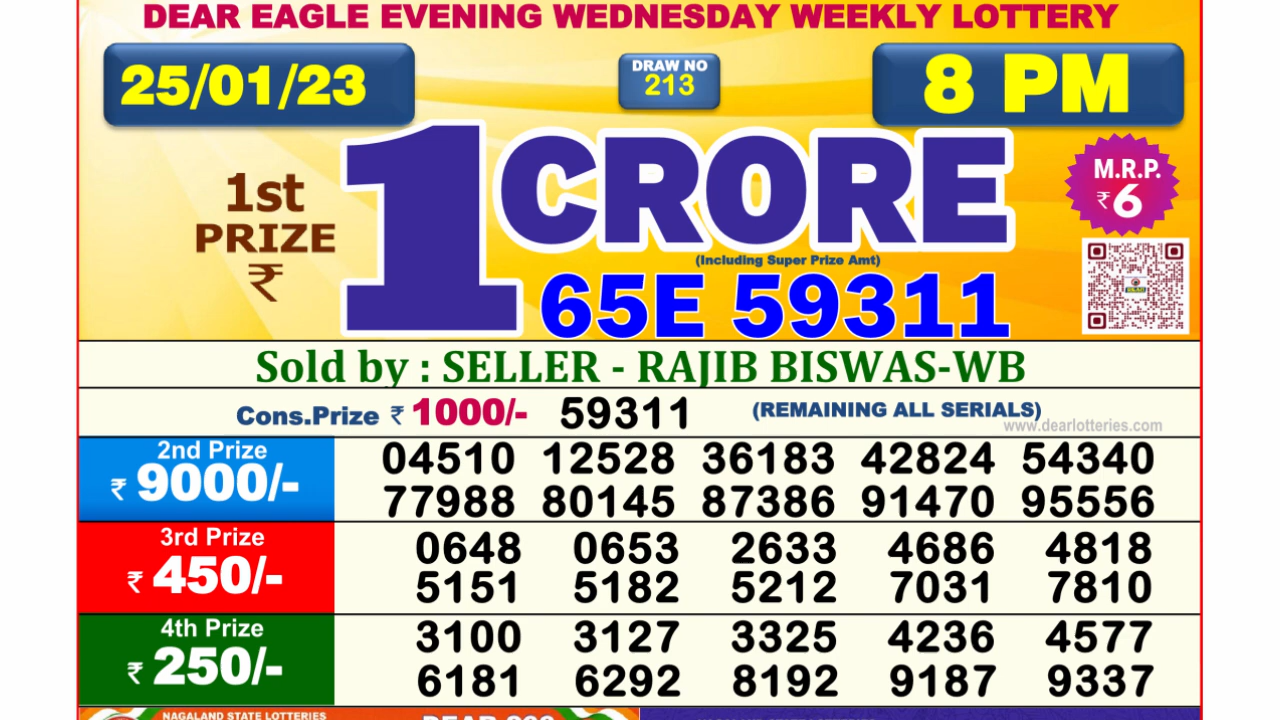 DEAR EAGLE EVENING WEDNESDAY WEEKLY LOTTERY
25/01/23
DRAW NO
213
8 PM
1st
PRIZE
₹
1 CRORE
(Including Super Prize Amt)
65E 59311
M.R.P.
₹ 6
Sold by : SELLER - RAJIB BISWAS-WB
Cons.Prize ₹ 1000/- 59311 (REMAINING ALL SERIALS)
www.dearlotteries.com
2nd Prize
₹ 9000/-
04510 12528 36183 42824 54340
77988 80145 87386 91470 95556
3rd Prize
₹ 450/-
0648 0653 2633 4686 4818
5151 5182 5212 7031 7810
4th Prize
₹ 250/-
3100 3127 3325 4236 4577
6181 6292 8192 9187 9337
NAGALAND STATE LOTTERIES